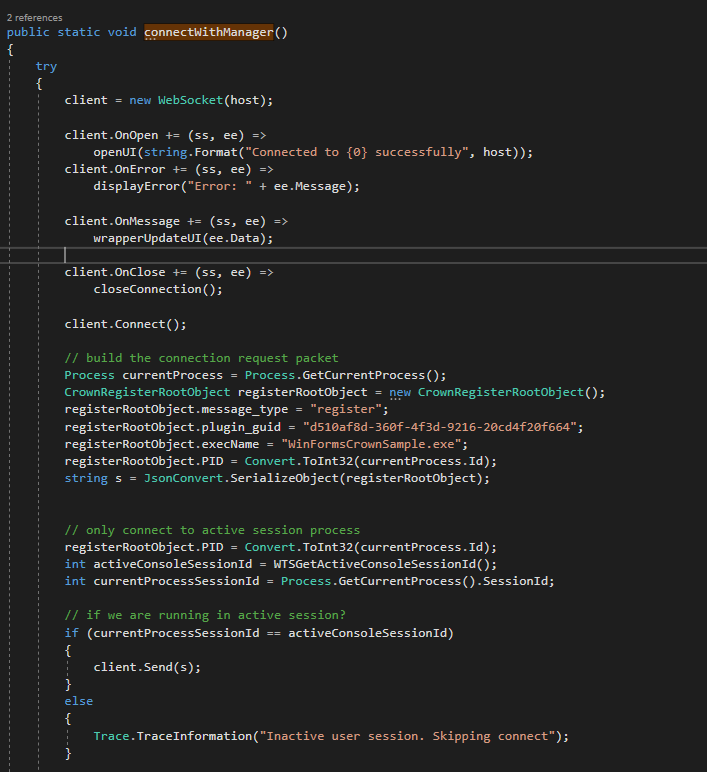 2 references
public static void connectWithManager()
{
try
{
client = new WebSocket(host);
client.OnOpen += (ss, ee) =>
openUI(string.Format("Connected to {0} successfully", host));
client.OnError += (ss, ee) =>
displayError("Error: " + ee.Message);
client.OnMessage += (ss, ee) =>
wrapperUpdateUI(ee.Data);
client.OnClose += (ss, ee) =>
closeConnection();
client.Connect();
// build the connection request packet
Process currentProcess = Process.GetCurrentProcess();
CrownRegisterRootObject registerRootObject = new CrownRegisterRootObject();
registerRootObject.message_type = "register";
registerRootObject.plugin_guid = "d510af8d-360f-4f3d-9216-20cd4f20f664";
registerRootObject.execName = "WinFormsCrownSample.exe";
registerRootObject.PID = Convert.ToInt32(currentProcess.Id);
string s = JsonConvert.SerializeObject(registerRootObject);
// only connect to active session process
registerRootObject.PID = Convert.ToInt32(currentProcess.Id);
int activeConsoleSessionId = WTSGetActiveConsoleSessionId();
int currentProcessSessionId = Process.GetCurrentProcess().SessionId;
// if we are running in active session?
if (currentProcessSessionId == activeConsoleSessionId)
{
client.Send(s);
}
else
{
Trace.TraceInformation("Inactive user session. Skipping connect");
}